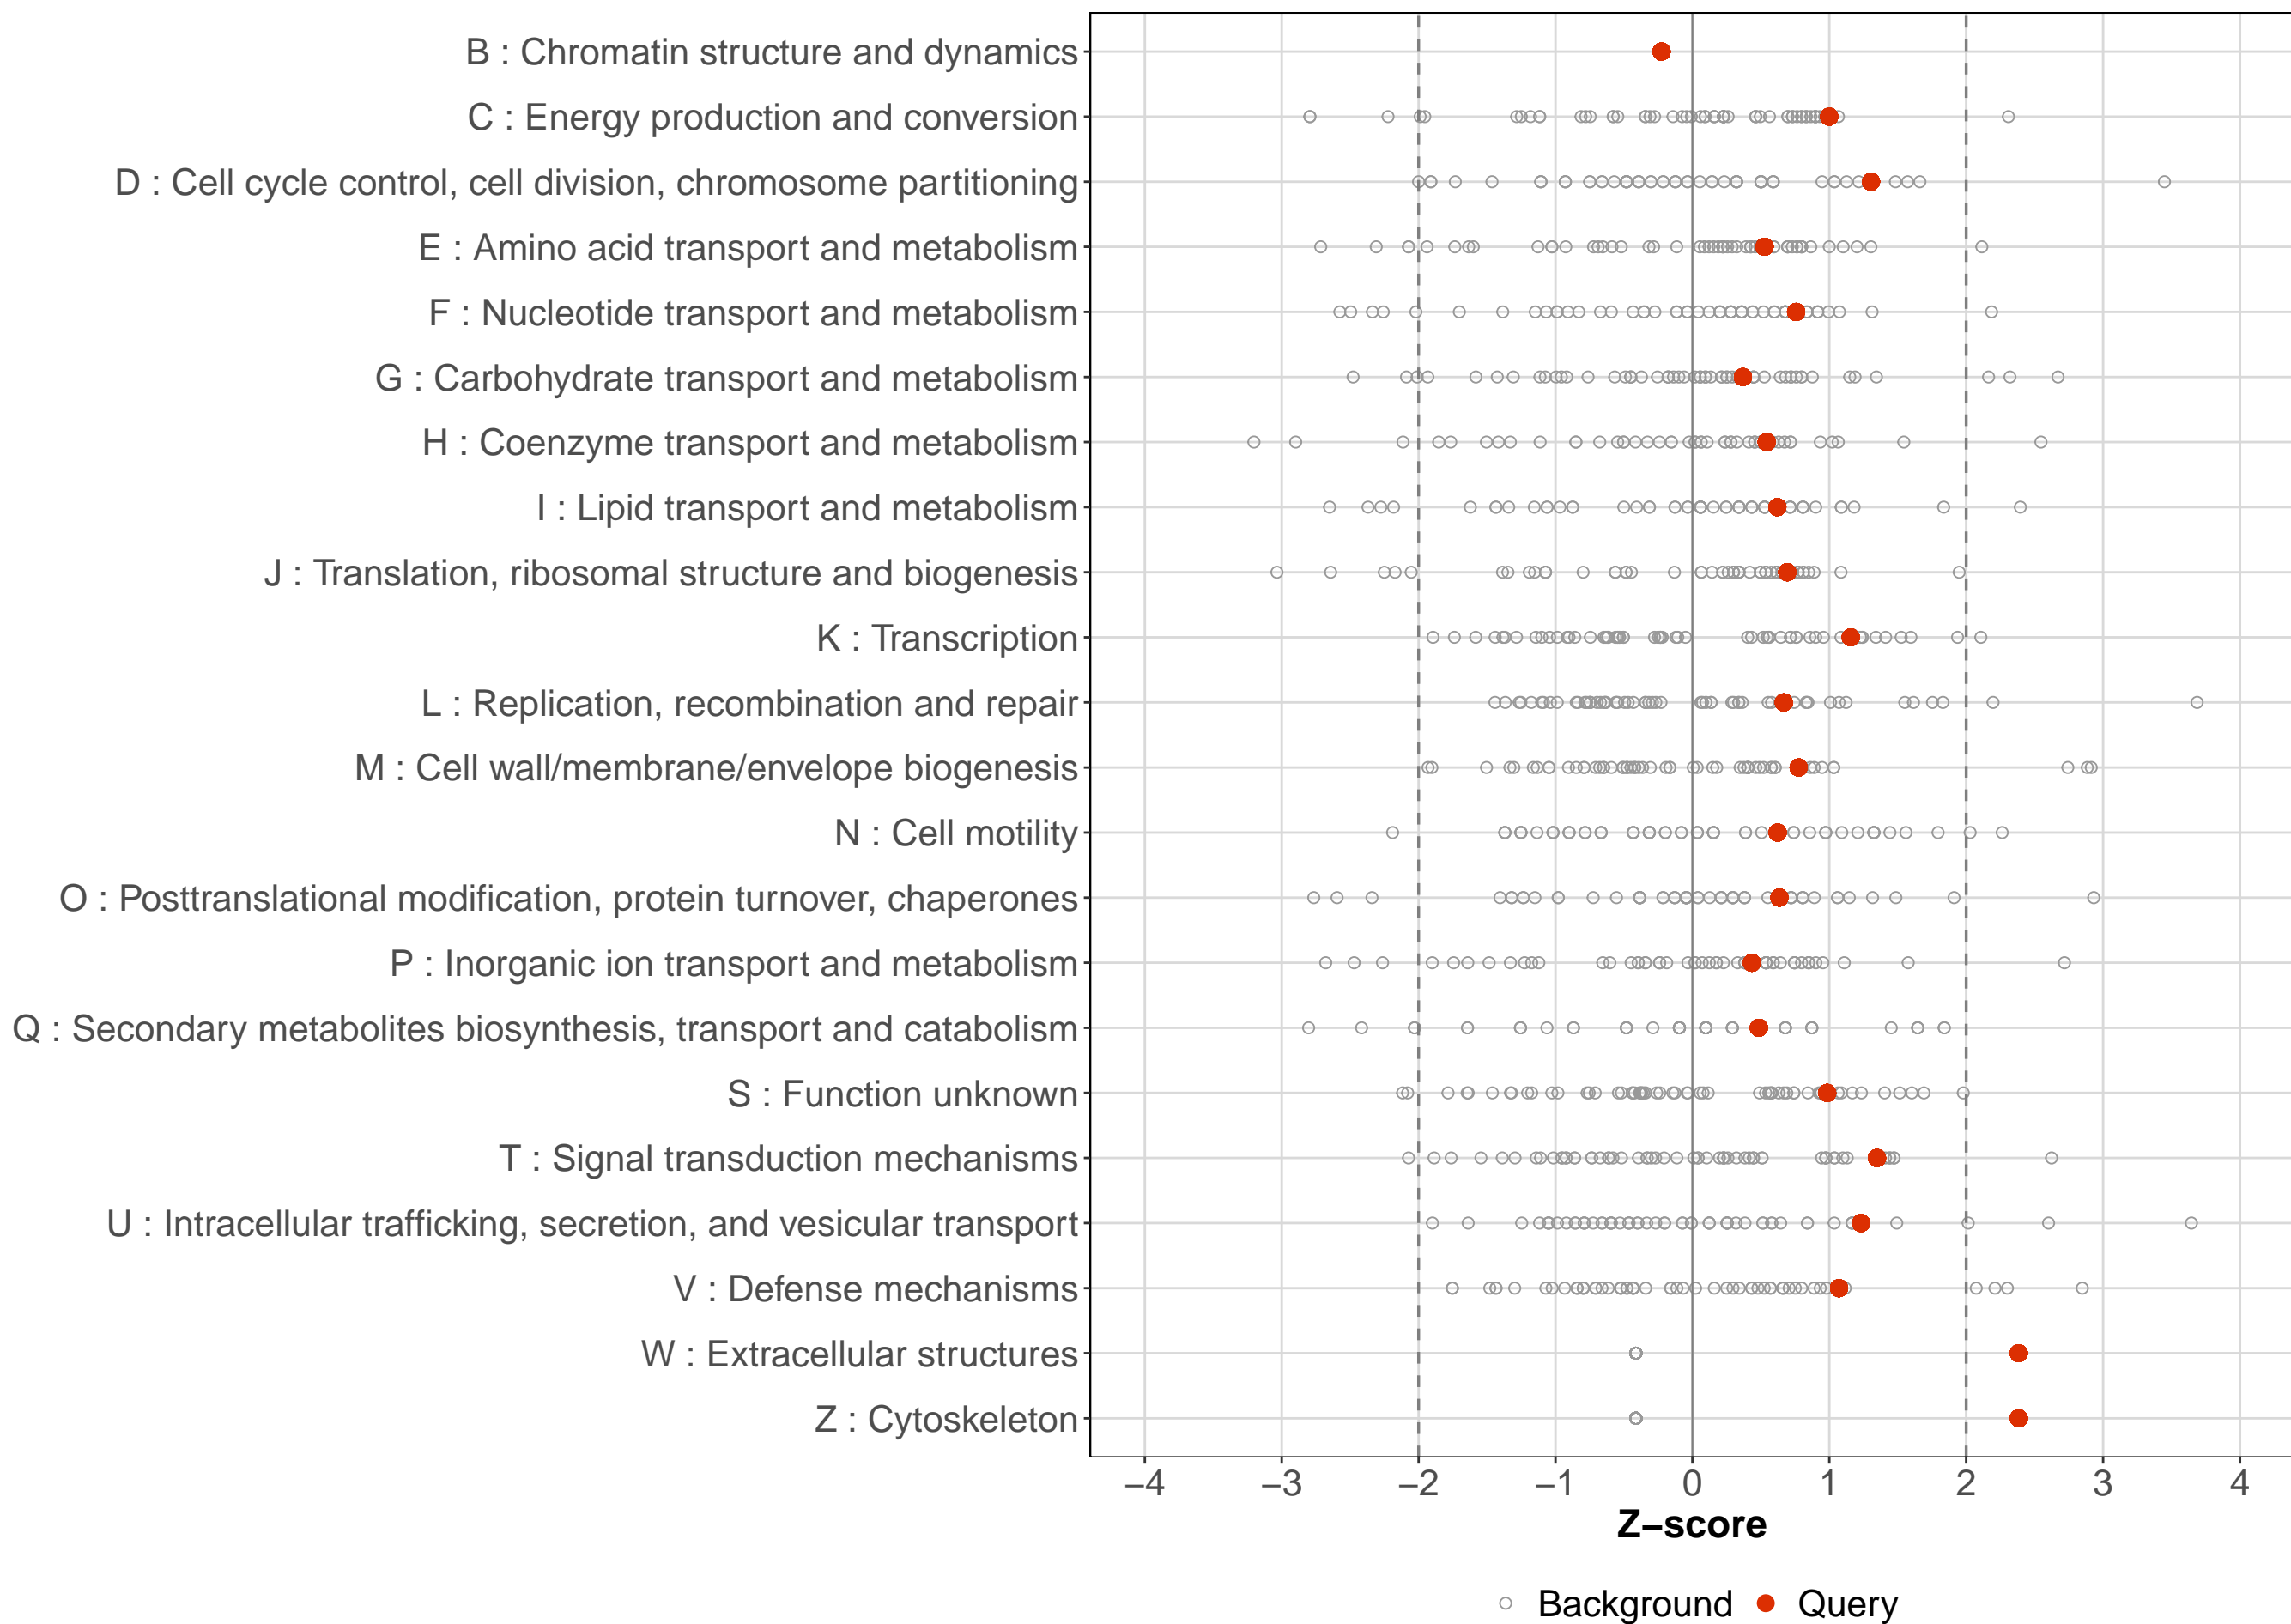 B : Chromatin structure and dynamics
C : Energy production and conversion
D : Cell cycle control, cell division, chromosome partitioning
E : Amino acid transport and metabolism
F : Nucleotide transport and metabolism
G : Carbohydrate transport and metabolism
H : Coenzyme transport and metabolism
I : Lipid transport and metabolism
J : Translation, ribosomal structure and biogenesis
K : Transcription
L : Replication, recombination and repair
M : Cell wall/membrane/envelope biogenesis
N : Cell motility
O : Posttranslational modification, protein turnover, chaperones
P : Inorganic ion transport and metabolism
Q : Secondary metabolites biosynthesis, transport and catabolism
S : Function unknown
T : Signal transduction mechanisms
U : Intracellular trafficking, secretion, and vesicular transport
V : Defense mechanisms
W : Extracellular structures
Z : Cytoskeleton
−4 −3 −2 −1 0 1 2 3 4
Z−score
Background Query